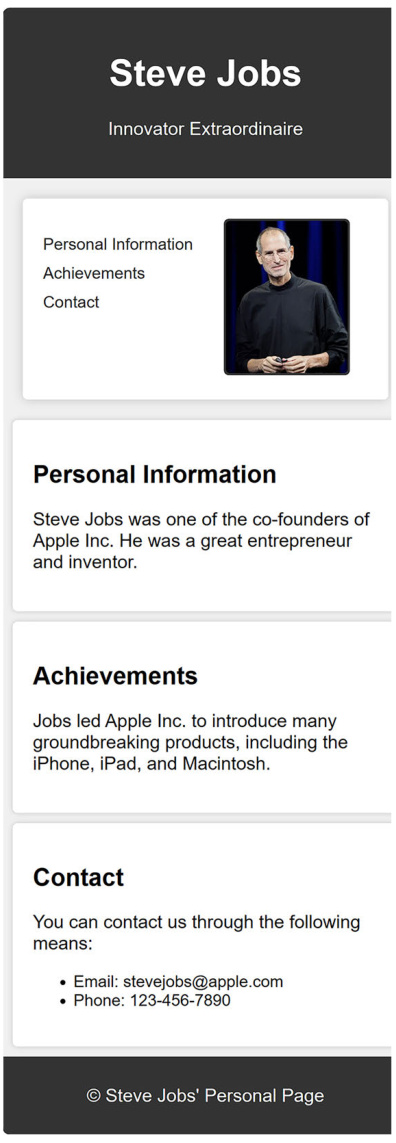 Steve Jobs
Innovator Extraordinaire
Personal Information
Achievements
Contact
Personal Information
Steve Jobs was one of the co-founders of
Apple Inc. He was a great entrepreneur
and inventor.
Achievements
Jobs led Apple Inc. to introduce many
groundbreaking products, including the
iPhone, iPad, and Macintosh.
Contact
You can contact us through the following
means:
• Email: stevejobs@apple.com
• Phone: 123-456-7890
© Steve Jobs' Personal Page